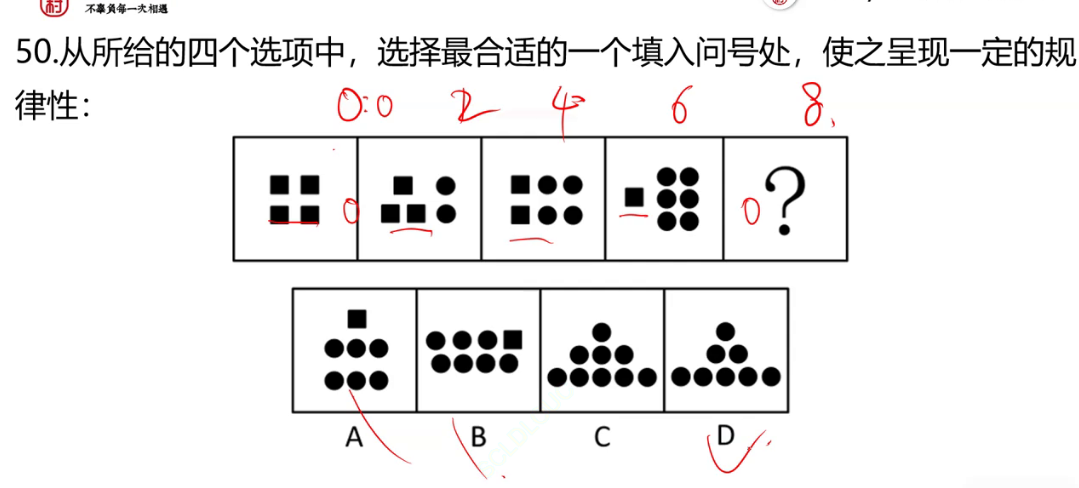 村
不辜负每一次相遇
50.从所给的四个选项中，选择最合适的一个填入问号处，使之呈现一定的规
律性：
0:0 2 4 6 8
0 0 ?
A B C D